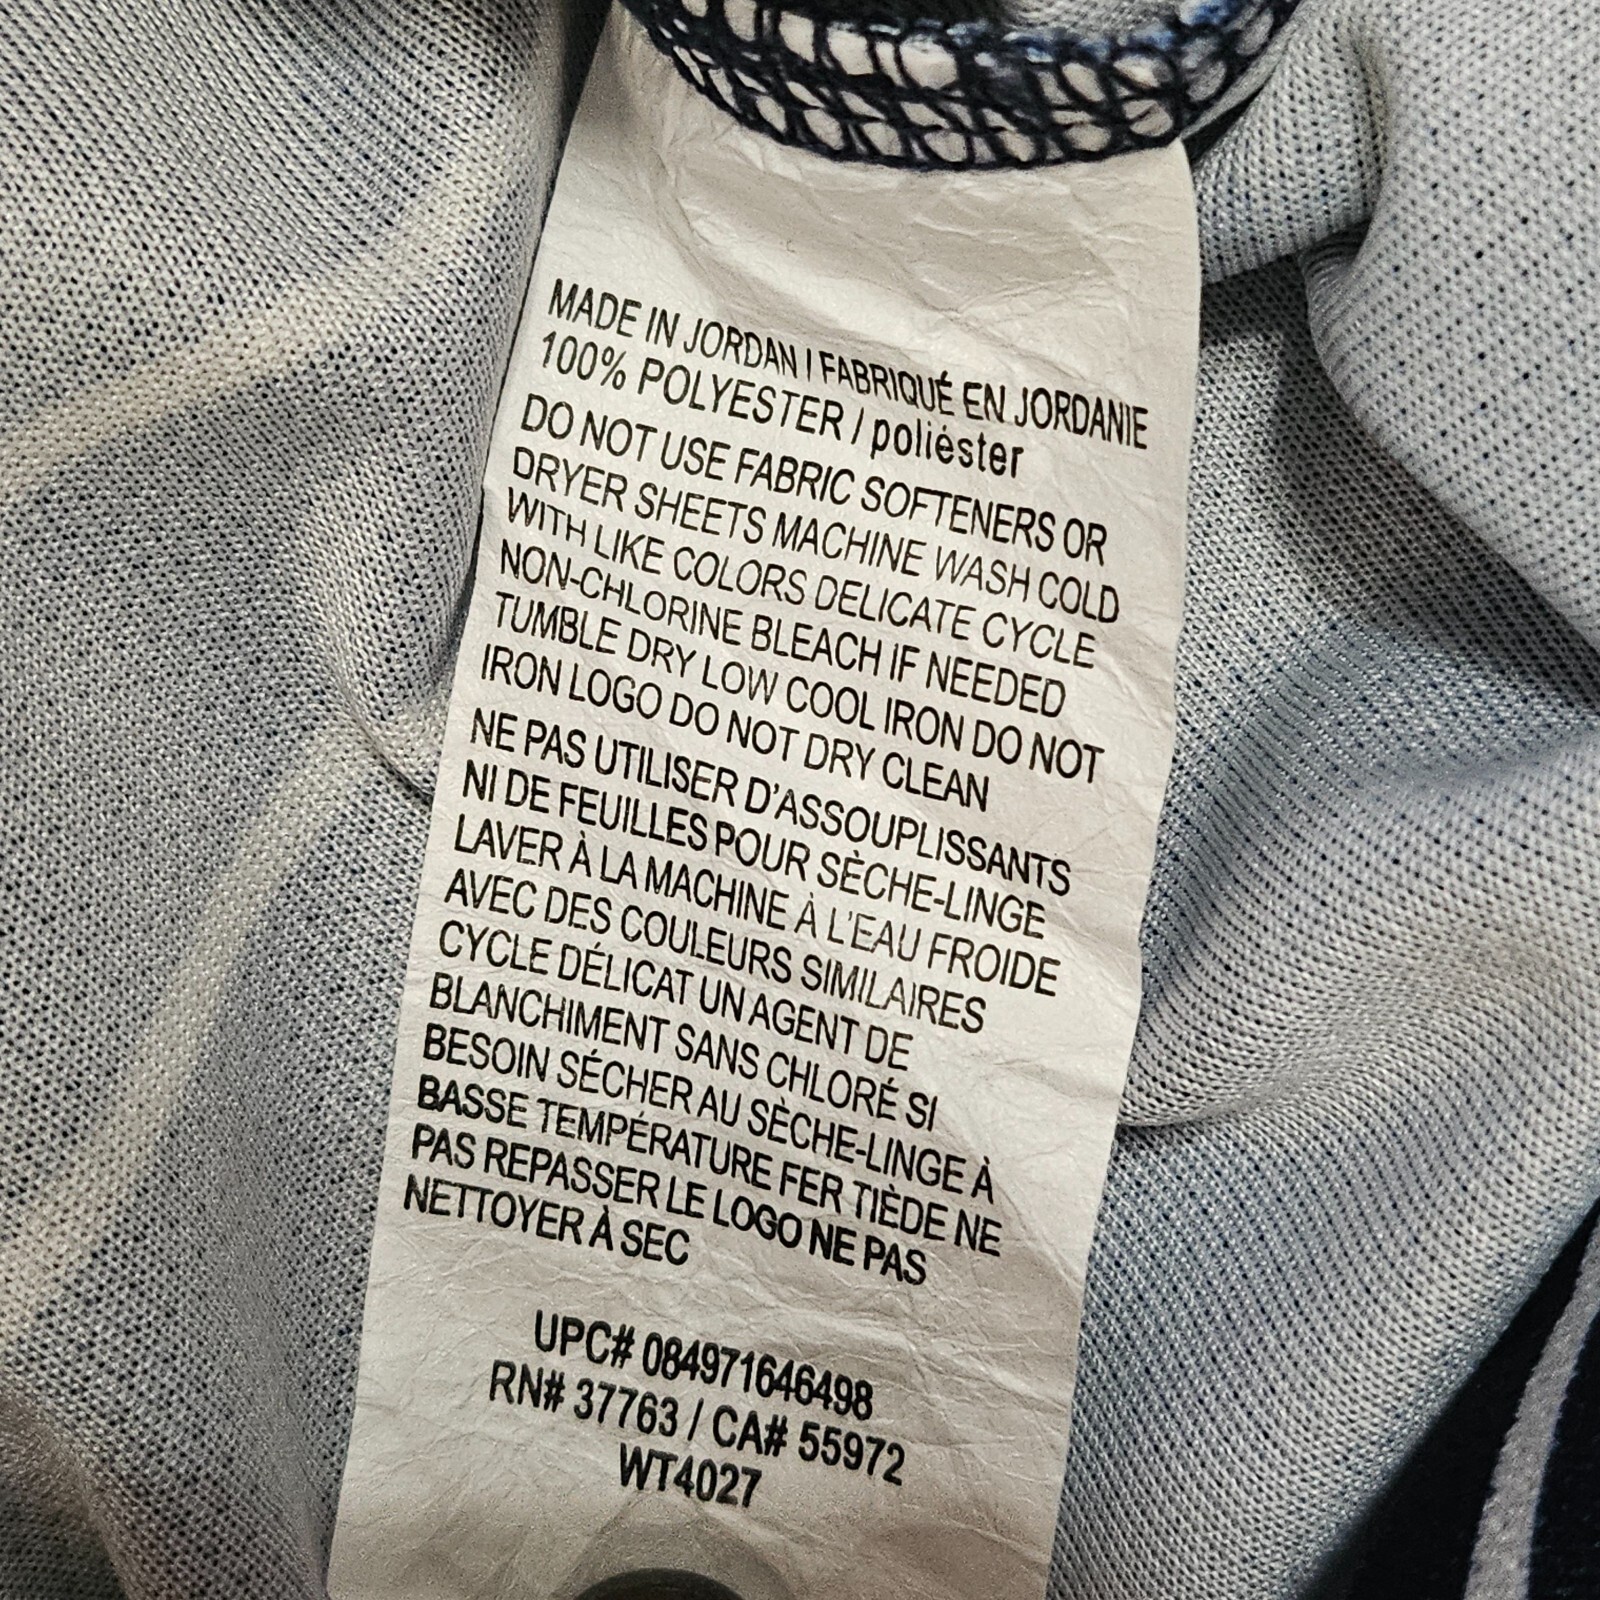 MADE IN JORDAN / FABRIQUÉ EN JORDANIE
100% POLYESTER / poliéster
DO NOT USE FABRIC SOFTENERS OR
DRYER SHEETS MACHINE WASH COLD
WITH LIKE COLORS DELICATE CYCLE
NON-CHLORINE BLEACH IF NEEDED
TUMBLE DRY LOW COOL IRON DO NOT
IRON LOGO DO NOT DRY CLEAN
NE PAS UTILISER D'ASSOUPLISSANTS
NI DE FEUILLES POUR SÈCHE-LINGE
LAVER À LA MACHINE À L'EAU FROIDE
AVEC DES COULEURS SIMILAIRES
CYCLE DÉLICAT UN AGENT DE
BLANCHIMENT SANS CHLORÉ SI
BESOIN SÉCHER AU SÈCHE-LINGE À
BASSE TEMPÉRATURE FER TIÈDE NE
PAS REPASSER LE LOGO NE PAS
NETTOYER À SEC
UPC# 084971646498
RN# 37763 / CA# 55972
WT4027